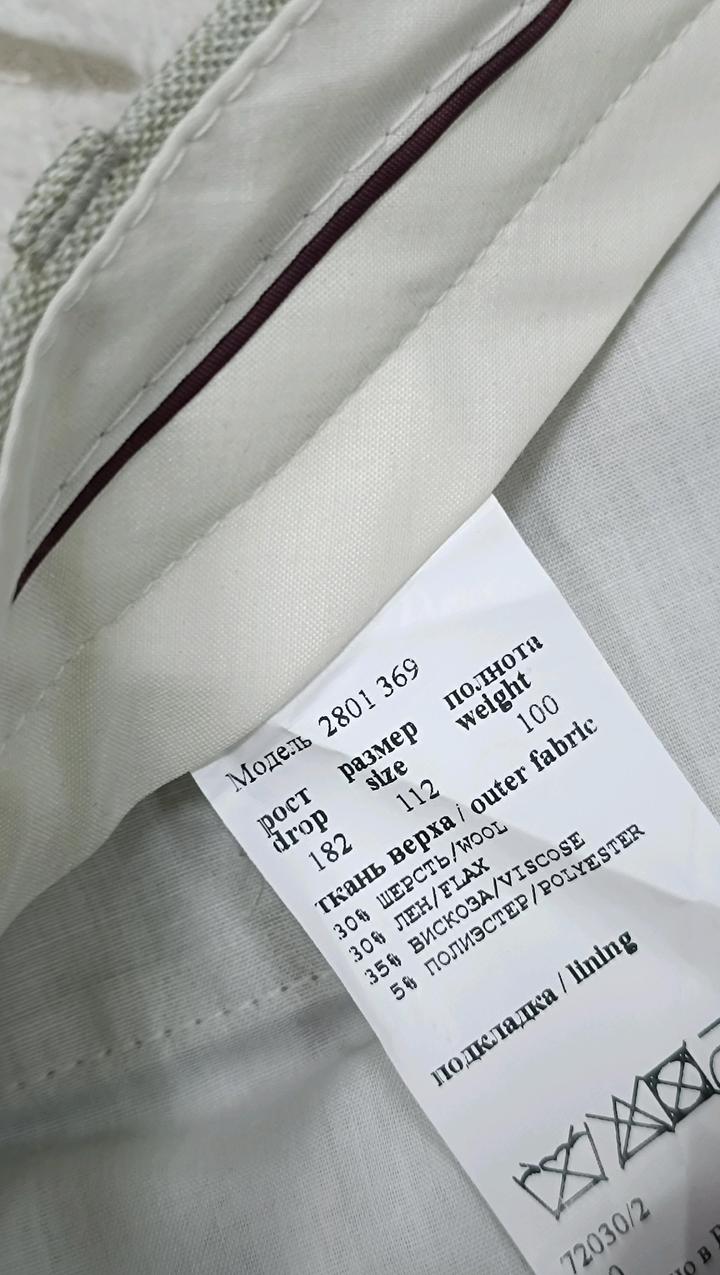 Модель 2801 369
рост размер полнота
drop size weight
182 112 100
ткань верха / outer fabric
30% ШЕРСТЬ/WOOL
30% ЛЕН/FLAX
35% ВИСКОЗА/VISCOSE
5% ПОЛИЭСТЕР/POLYESTER
подкладка / lining
72030/2